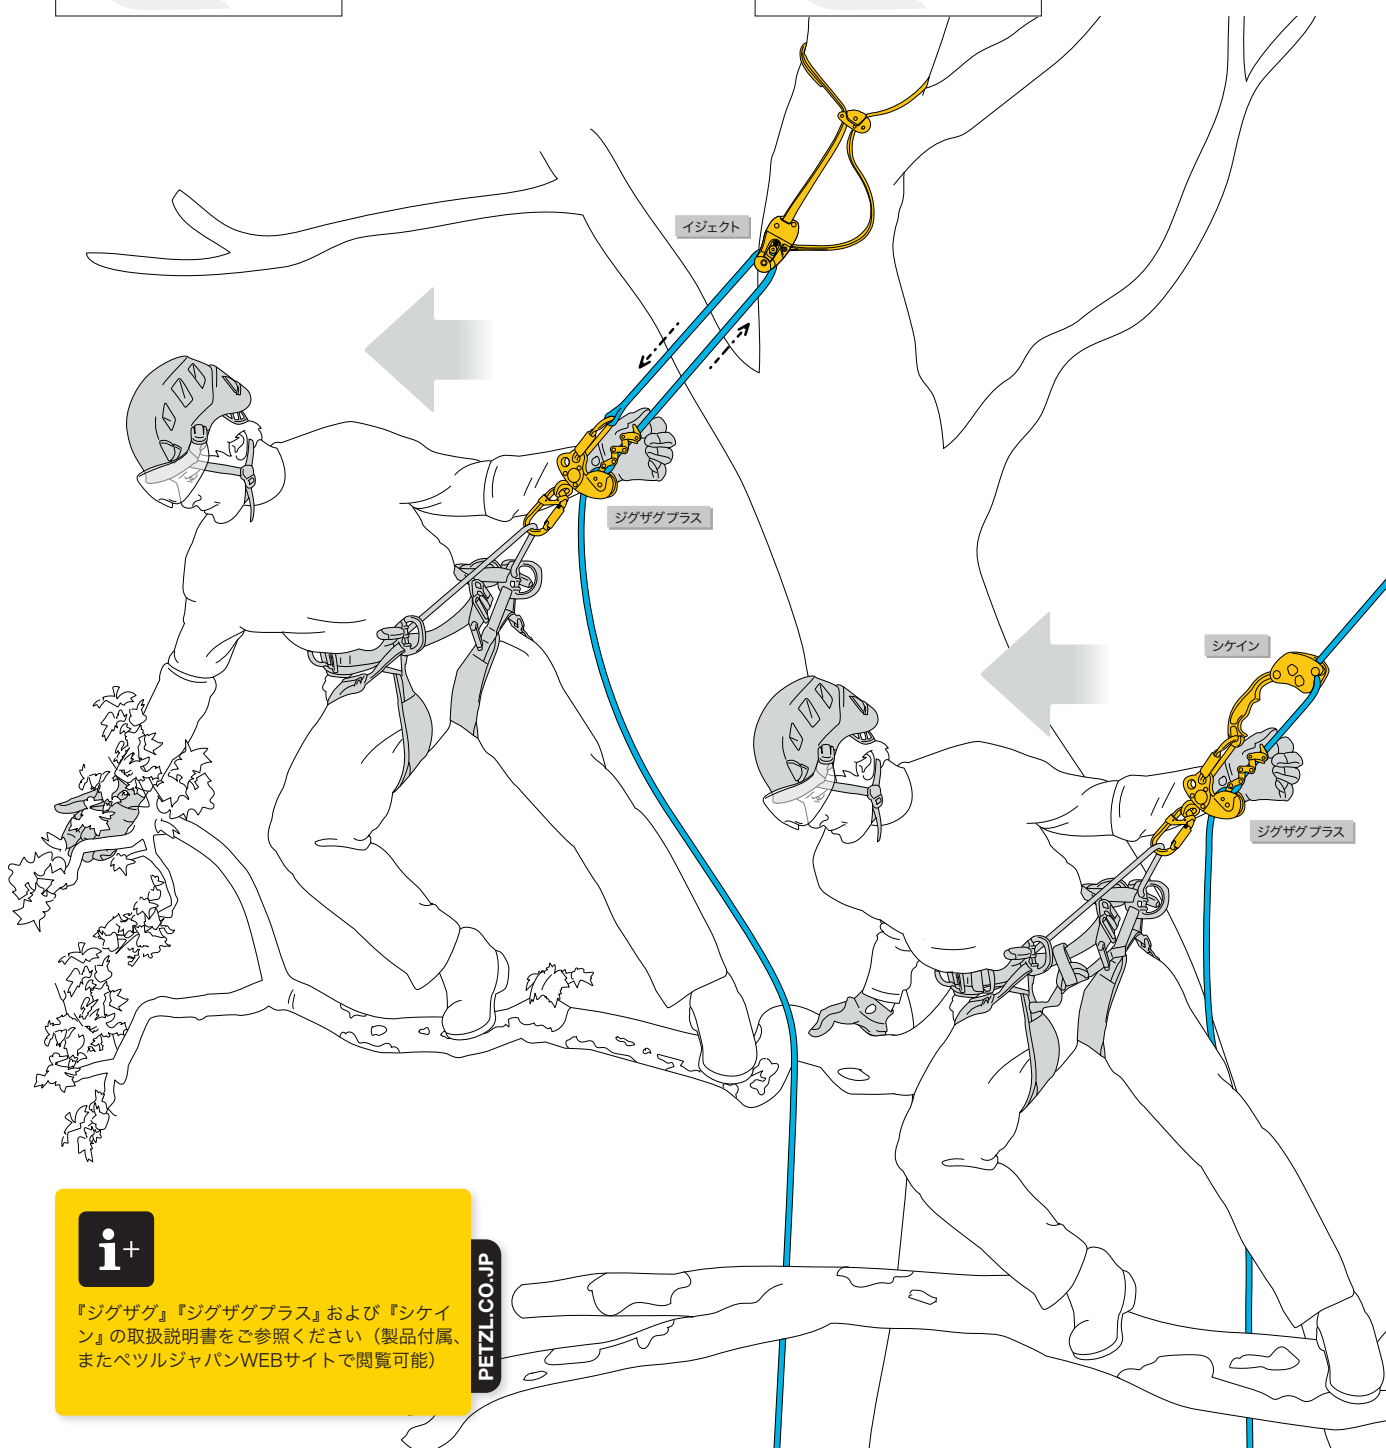 イジェクト
ジグザグプラス
シケイン
ジグザグプラス
i+
『ジグザグ』『ジグザグプラス』および『シケイ
ン』の取扱説明書をご参照ください（製品付属、
またペツルジャパンWEBサイトで閲覧可能）
PETZL.CO.JP